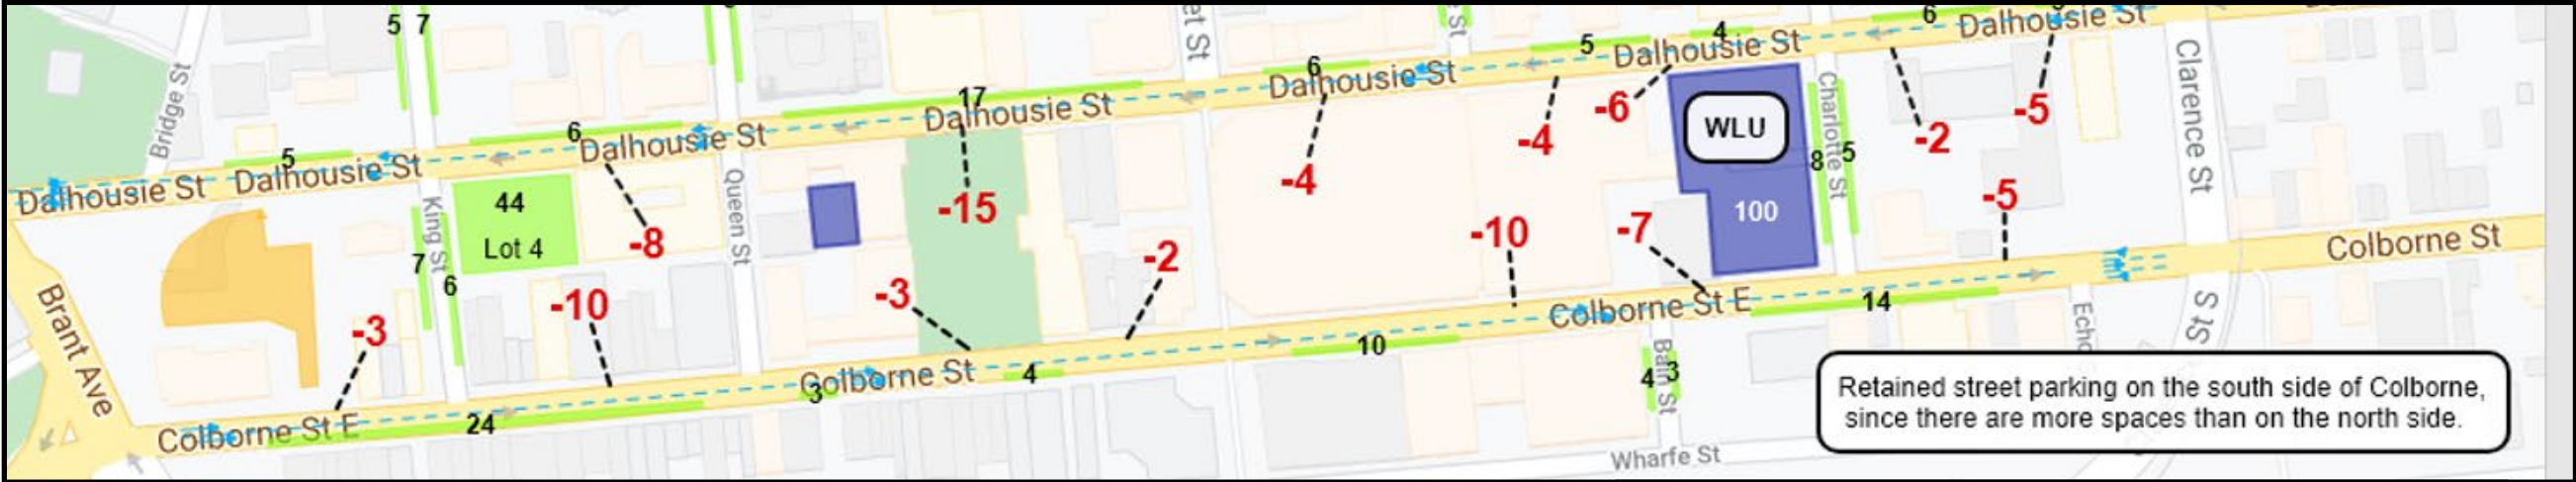 5 7
et St
St
4
6
Dalhousie St
5
Dalhousie St
6
Dalhousie St
17
Dalhousie St
6
Dalhousie St
5
Dalhousie St
Dalhousie St
Bridge St
Clarence St
Charlotte St
8 5
WLU
100
-6
-4
-4
-2
-5
-5
-15
-8
44
Lot 4
King St
7
6
Queen St
-10
-7
-2
-3
-10
-3
Brant Ave
Colborne St
Colborne St E
14
10
Colborne St
4
3
24
Colborne St E
Bain St
4 3
S St
Wharfe St
Retained street parking on the south side of Colborne,
since there are more spaces than on the north side.